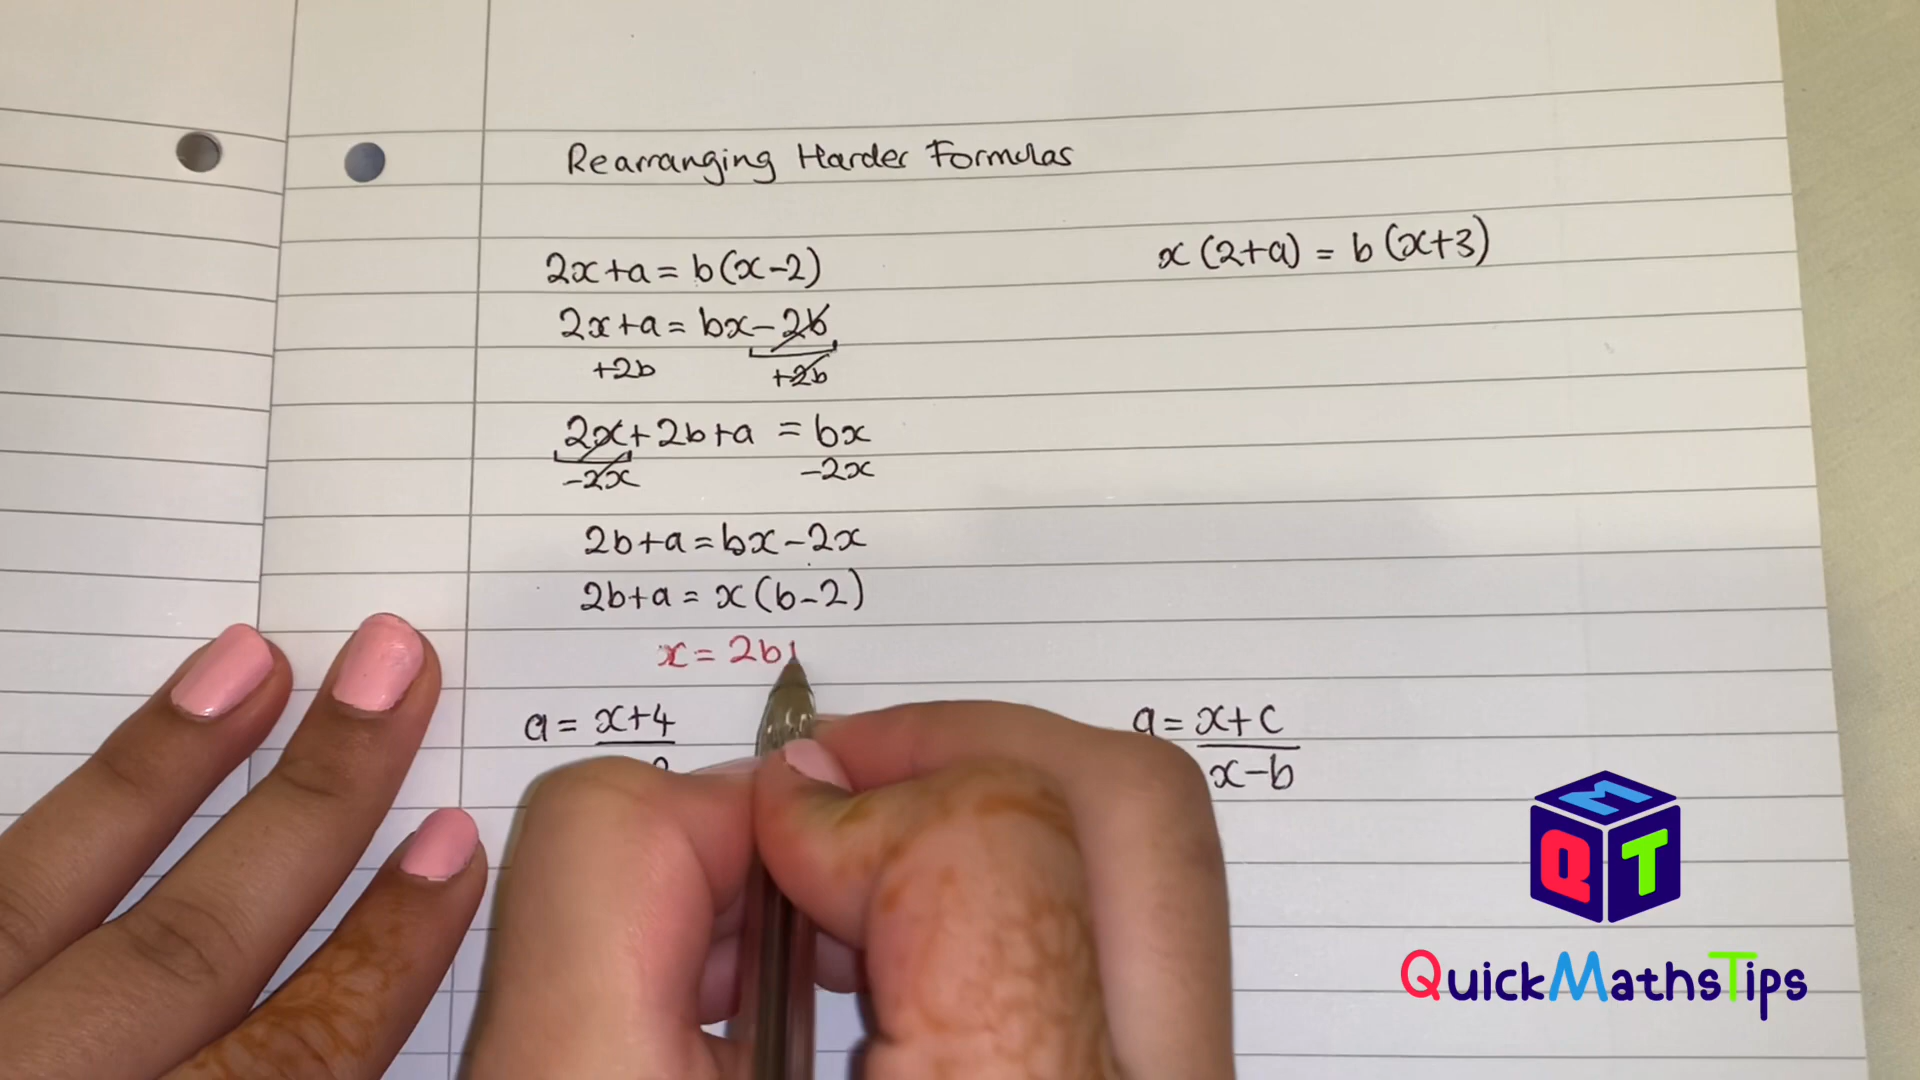 Rearranging Harder Formulas
2x+a = b(x-2)
2x+a = bx-2b
+2b +2b
2x+2b+a = bx
-2x -2x
2b+a = bx-2x
2b+a = x(b-2)
x = 2b
a = x+4
x(2+a) = b(x+3)
a = x+c
x-b
M
Q T
QuickMathsTips